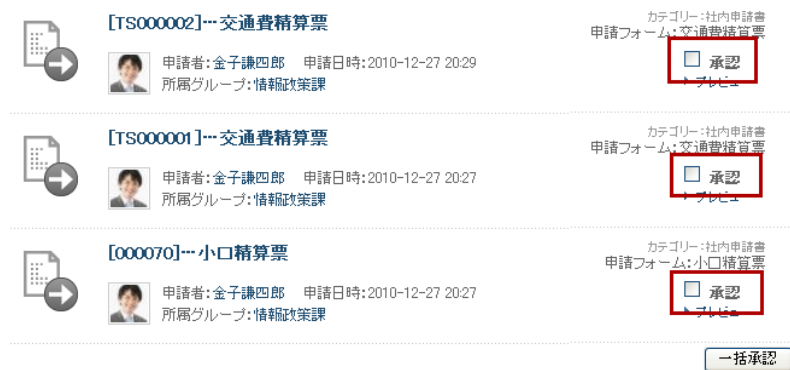 [TS000002]…交通費精算票
カテゴリー:社内申請書
申請フォーム:交通費精算票
申請者:金子謙四郎 申請日時:2010-12-27 20:29
承認
所属グループ:情報政策課
プレビュー
[TS000001]…交通費精算票
カテゴリー:社内申請書
申請フォーム:交通費精算票
申請者:金子謙四郎 申請日時:2010-12-27 20:27
承認
所属グループ:情報政策課
プレビュー
[000070]…小口精算票
カテゴリー:社内申請書
申請フォーム:小口精算票
申請者:金子謙四郎 申請日時:2010-12-27 20:27
承認
所属グループ:情報政策課
プレビュー
一括承認